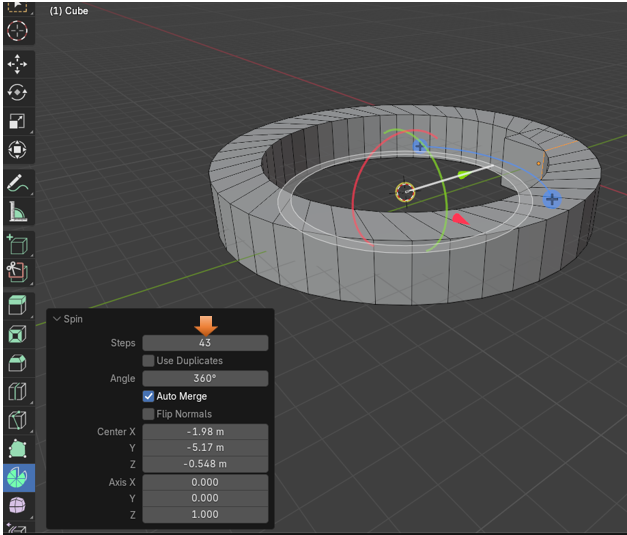 (1) Cube
Spin
Steps 43
Use Duplicates
Angle 360°
Auto Merge
Flip Normals
Center X -1.98 m
Y -5.17 m
Z -0.548 m
Axis X 0.000
Y 0.000
Z 1.000